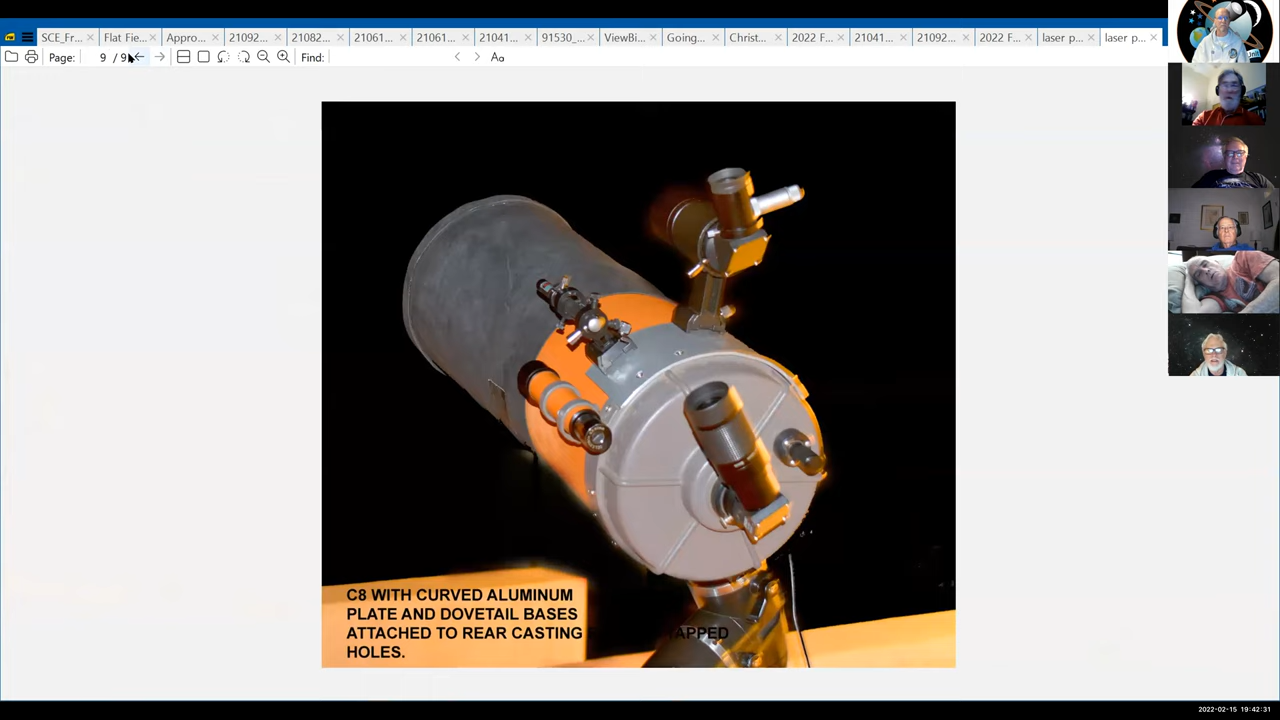 SCE_Fr... Flat Fie... Appro... 21092... 21082... 21061... 21061... 21041... 91530_... ViewBi... Going... Christ... 2022 F... 21041... 21092... 2022 F... laser p... laser p...
Page: 9 / 9 Find: Aa
C8 WITH CURVED ALUMINUM
PLATE AND DOVETAIL BASES
ATTACHED TO REAR CASTING TAPPED
HOLES.
2022-02-15 19:42:31